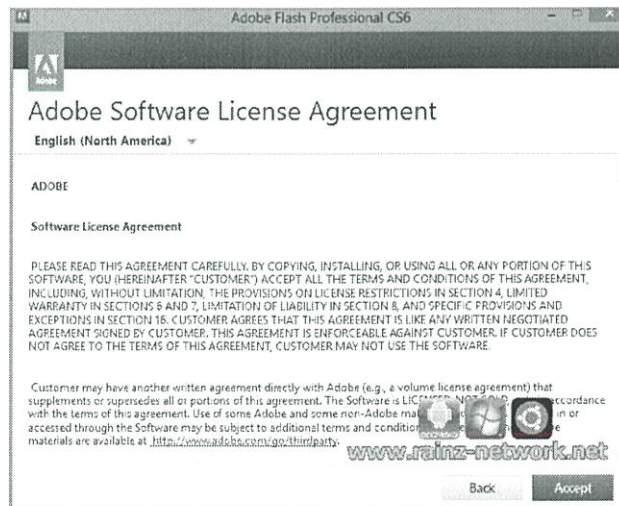 Adobe Flash Professional CS6
Adobe
Adobe Software License Agreement
English (North America)
ADOBE
Software License Agreement
PLEASE READ THIS AGREEMENT CAREFULLY. BY COPYING, INSTALLING, OR USING ALL OR ANY PORTION OF THIS
SOFTWARE, YOU (HEREINAFTER "CUSTOMER") ACCEPT ALL THE TERMS AND CONDITIONS OF THIS AGREEMENT,
INCLUDING, WITHOUT LIMITATION, THE PROVISIONS ON LICENSE RESTRICTIONS IN SECTION 4, LIMITED
WARRANTY IN SECTIONS 6 AND 7, LIMITATION OF LIABILITY IN SECTION 8, AND SPECIFIC PROVISIONS AND
EXCEPTIONS IN SECTION 16. CUSTOMER AGREES THAT THIS AGREEMENT IS LIKE ANY WRITTEN NEGOTIATED
AGREEMENT SIGNED BY CUSTOMER. THIS AGREEMENT IS ENFORCEABLE AGAINST CUSTOMER. IF CUSTOMER DOES
NOT AGREE TO THE TERMS OF THIS AGREEMENT, CUSTOMER MAY NOT USE THE SOFTWARE.
Customer may have another written agreement directly with Adobe (e.g., a volume license agreement) that
supplements or supersedes all or portions of this agreement. The Software is LICENSED, NOT SOLD accordance
with the terms of this agreement. Use of some Adobe and some non-Adobe in or
accessed through the Software may be subject to additional terms and
materials are available at http://www.adobe.com/go/thirdparty.
www.rainz-network.net
Back Accept